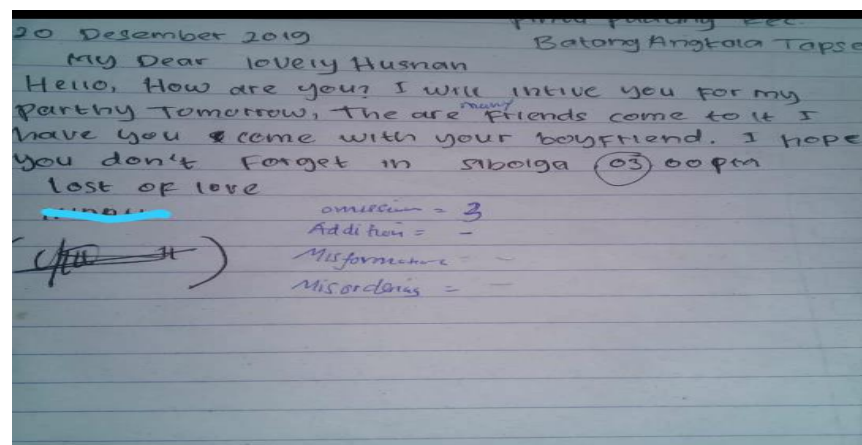 20 Desember 2019
Batang Angkola Tapse
My Dear lovely Husnan
Hello, How are you? I will intive you for my
parthy Tomorrow, The are many Friends come to it I
have you come with your boyfriend. I hope
you don't Forget in sibolga 03 00 pm
Lost of love
omission = 3
Addition = -
Misformation = -
Misordering = -